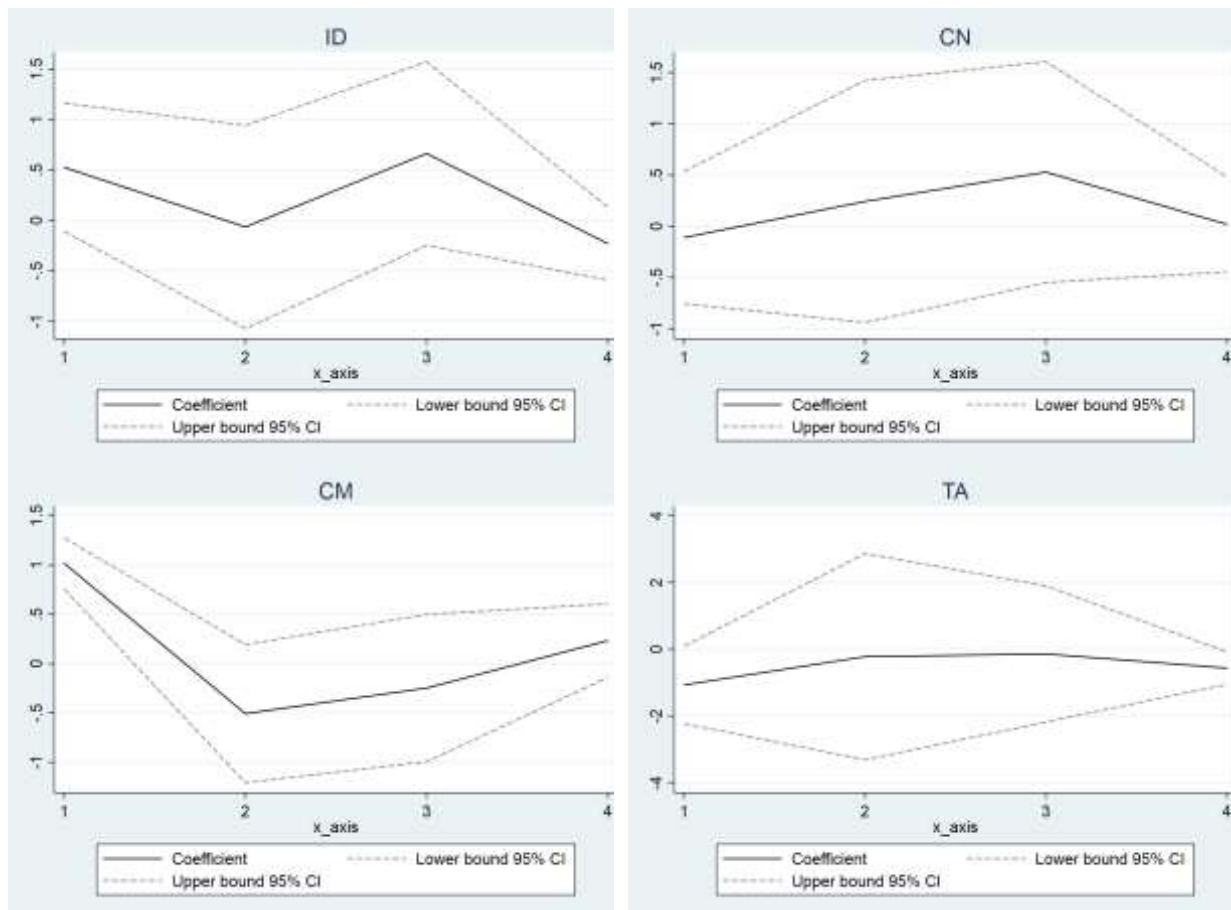 ID
1.5
1
.5
0
-.5
-1
1
2
3
4
x_axis
Coefficient
Lower bound 95% CI
Upper bound 95% CI
CN
1.5
1
.5
0
-.5
-1
1
2
3
4
x_axis
Coefficient
Lower bound 95% CI
Upper bound 95% CI
CM
1.5
1
.5
0
-.5
-1
1
2
3
4
x_axis
Coefficient
Lower bound 95% CI
Upper bound 95% CI
TA
4
2
0
-2
-4
1
2
3
4
x_axis
Coefficient
Lower bound 95% CI
Upper bound 95% CI